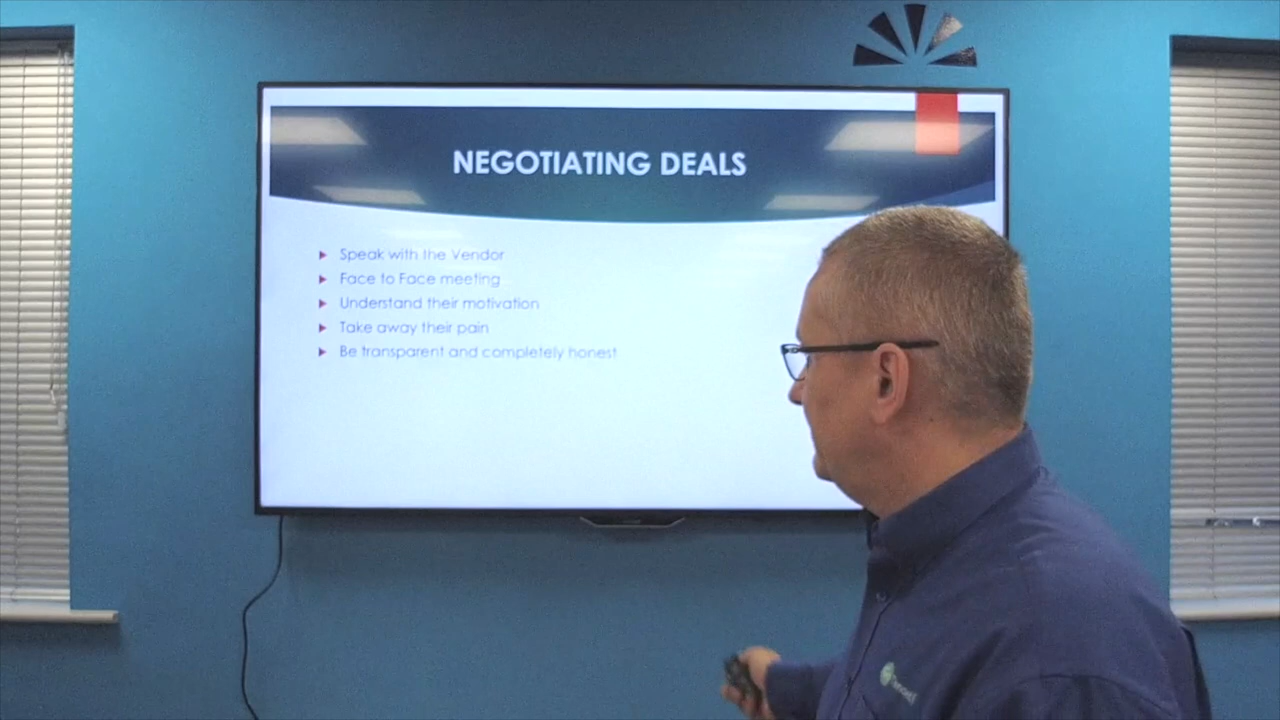 NEGOTIATING DEALS
Speak with the Vendor
Face to Face meeting
Understand their motivation
Take away their pain
Be transparent and completely honest